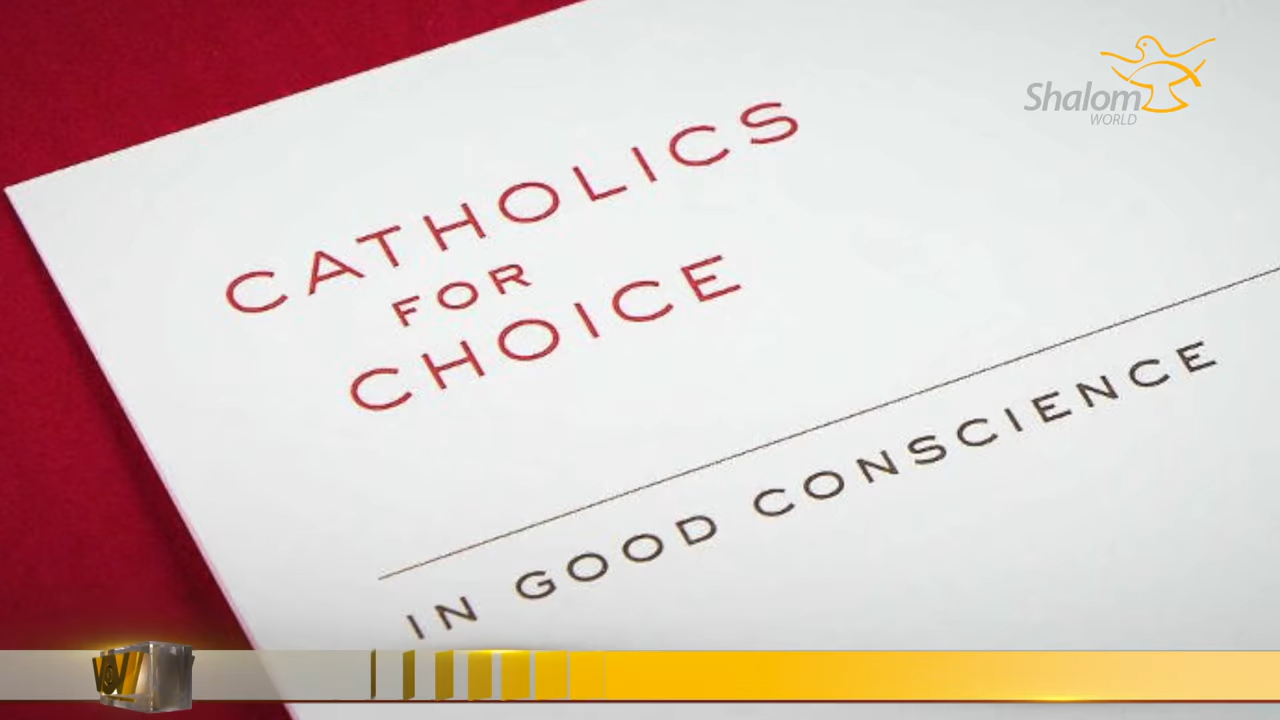 Shalom
WORLD
CATHOLICS
FOR
CHOICE
IN GOOD CONSCIENCE